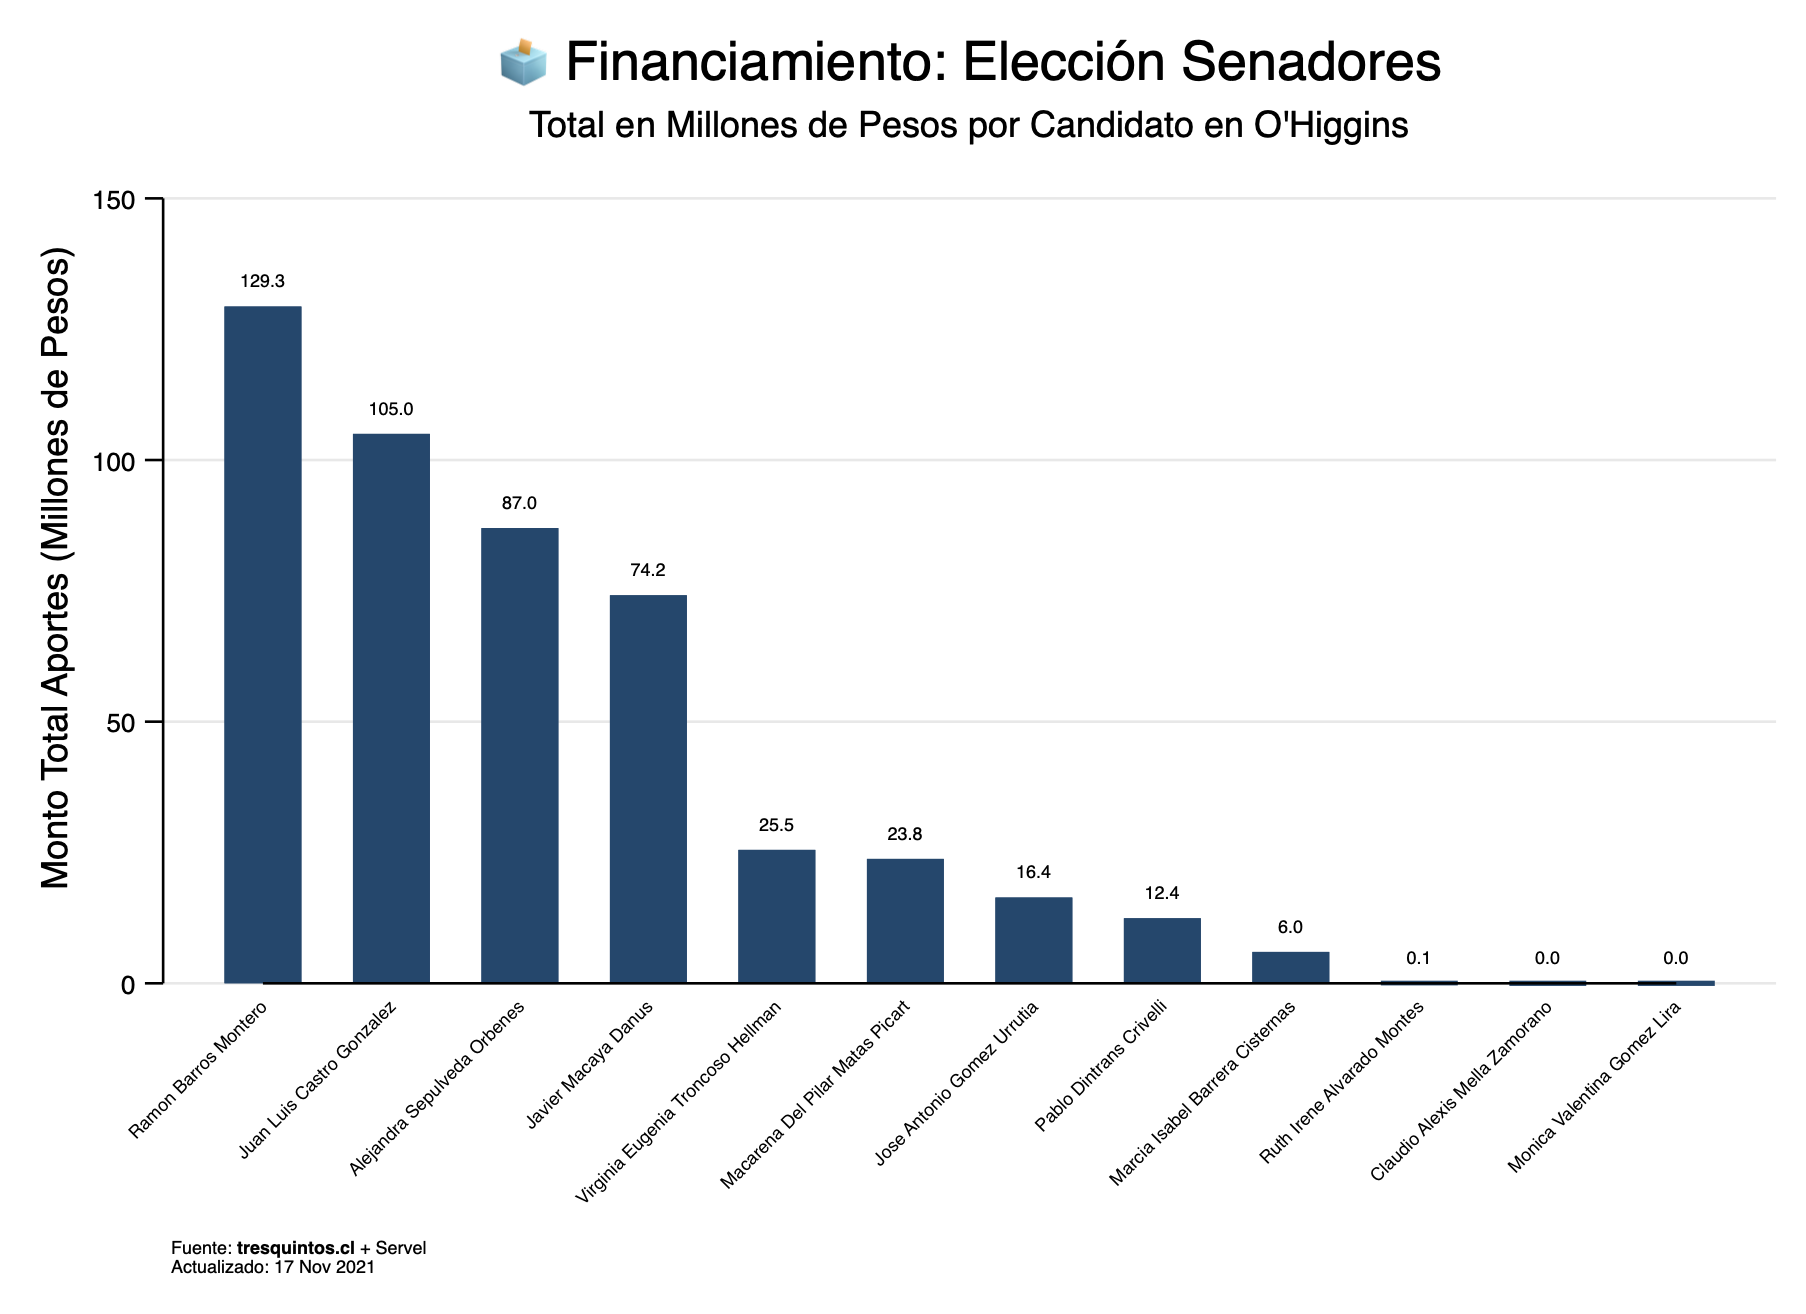 Financiamiento: Elección Senadores
Total en Millones de Pesos por Candidato en O'Higgins
Monto Total Aportes (Millones de Pesos)
150
100
50
0
129.3
105.0
87.0
74.2
25.5
23.8
16.4
12.4
6.0
0.1
0.0
0.0
Ramon Barros Montero
Juan Luis Castro Gonzalez
Alejandra Sepulveda Orbenes
Javier Macaya Danus
Virginia Eugenia Troncoso Hellman
Macarena Del Pilar Matas Picart
Jose Antonio Gomez Urrutia
Pablo Dintrans Crivelli
Marcia Isabel Barrera Cisternas
Ruth Irene Alvarado Montes
Claudio Alexis Mella Zamorano
Monica Valentina Gomez Lira
Fuente: tresquintos.cl + Servel
Actualizado: 17 Nov 2021